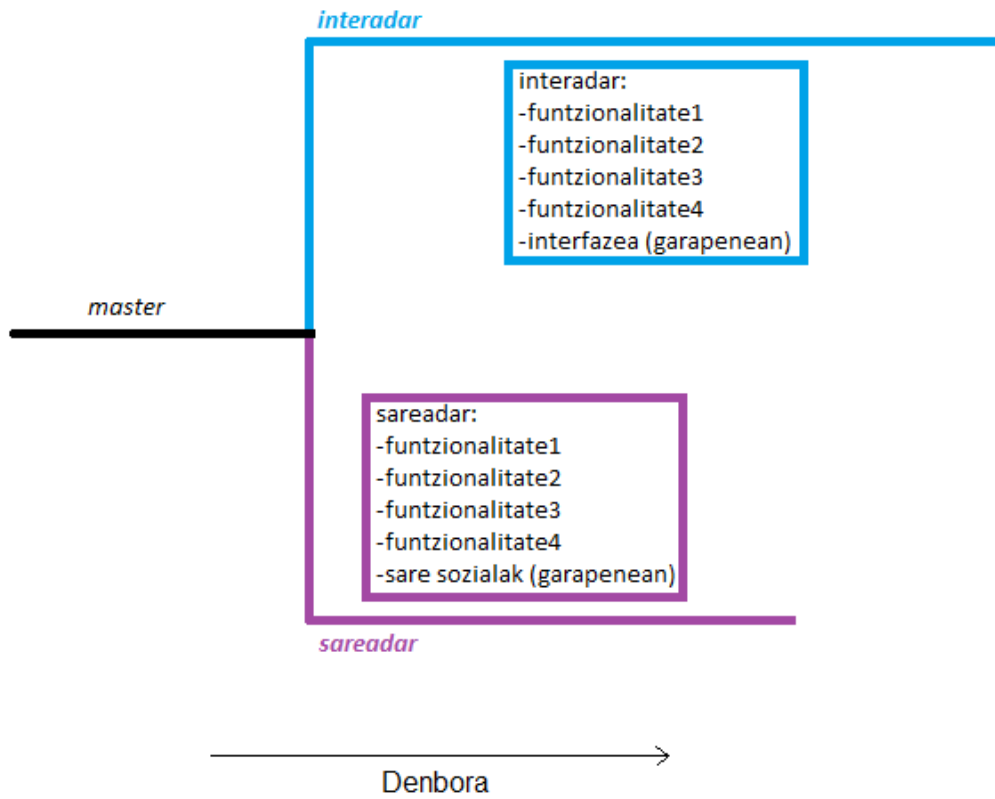 interadar
interadar:
-funtzionalitate1
-funtzionalitate2
-funtzionalitate3
-funtzionalitate4
-interfazea (garapenean)
master
sareadar:
-funtzionalitate1
-funtzionalitate2
-funtzionalitate3
-funtzionalitate4
-sare sozialak (garapenean)
sareadar
Denbora